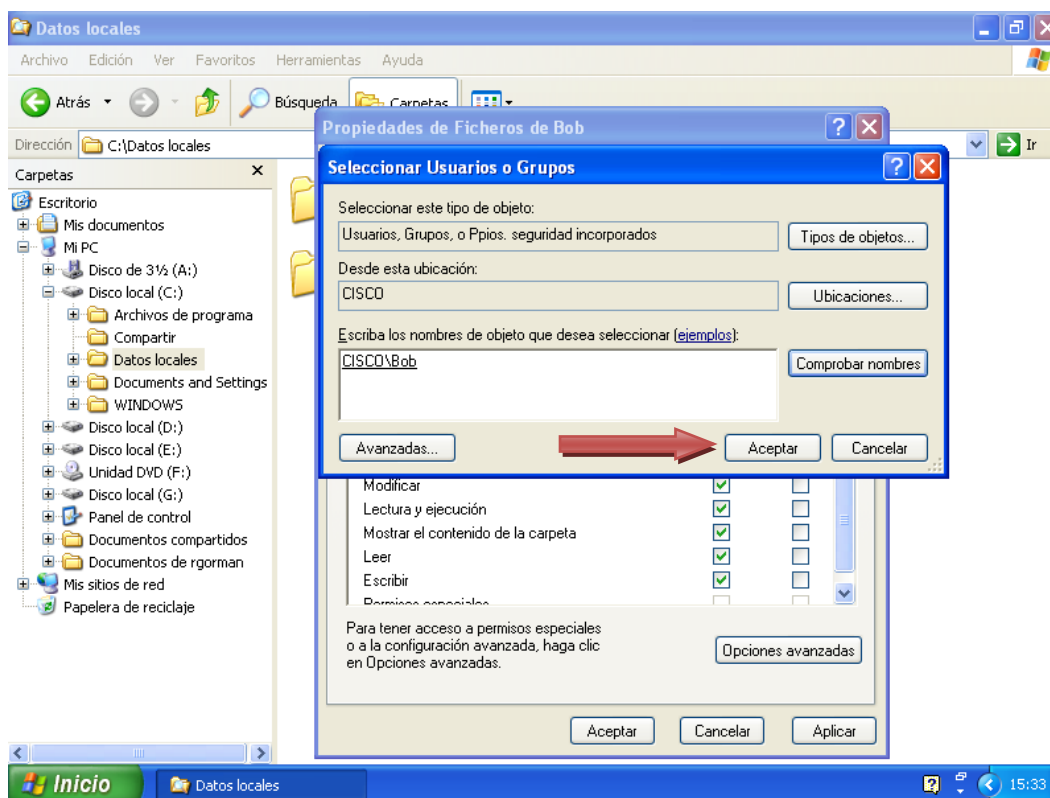 Datos locales
Archivo Edición Ver Favoritos Herramientas Ayuda
Atrás Búsqueda Carpetas
Dirección C:\Datos locales Ir
Carpetas
Escritorio
Mis documentos
Mi PC
Disco de 3½ (A:)
Disco local (C:)
Archivos de programa
Compartir
Datos locales
Documents and Settings
WINDOWS
Disco local (D:)
Disco local (E:)
Unidad DVD (F:)
Disco local (G:)
Panel de control
Documentos compartidos
Documentos de rgorman
Mis sitios de red
Papelera de reciclaje
Propiedades de Ficheros de Bob
Seleccionar Usuarios o Grupos
Seleccionar este tipo de objeto:
Usuarios, Grupos, o Ppios. seguridad incorporados Tipos de objetos...
Desde esta ubicación:
CISCO Ubicaciones...
Escriba los nombres de objeto que desea seleccionar (ejemplos):
CISCO\Bob Comprobar nombres
Avanzadas... Aceptar Cancelar
Modificar
Lectura y ejecución
Mostrar el contenido de la carpeta
Leer
Escribir
Permisos especiales
Para tener acceso a permisos especiales
o a la configuración avanzada, haga clic
en Opciones avanzadas.
Opciones avanzadas
Aceptar Cancelar Aplicar
Inicio Datos locales 15:33